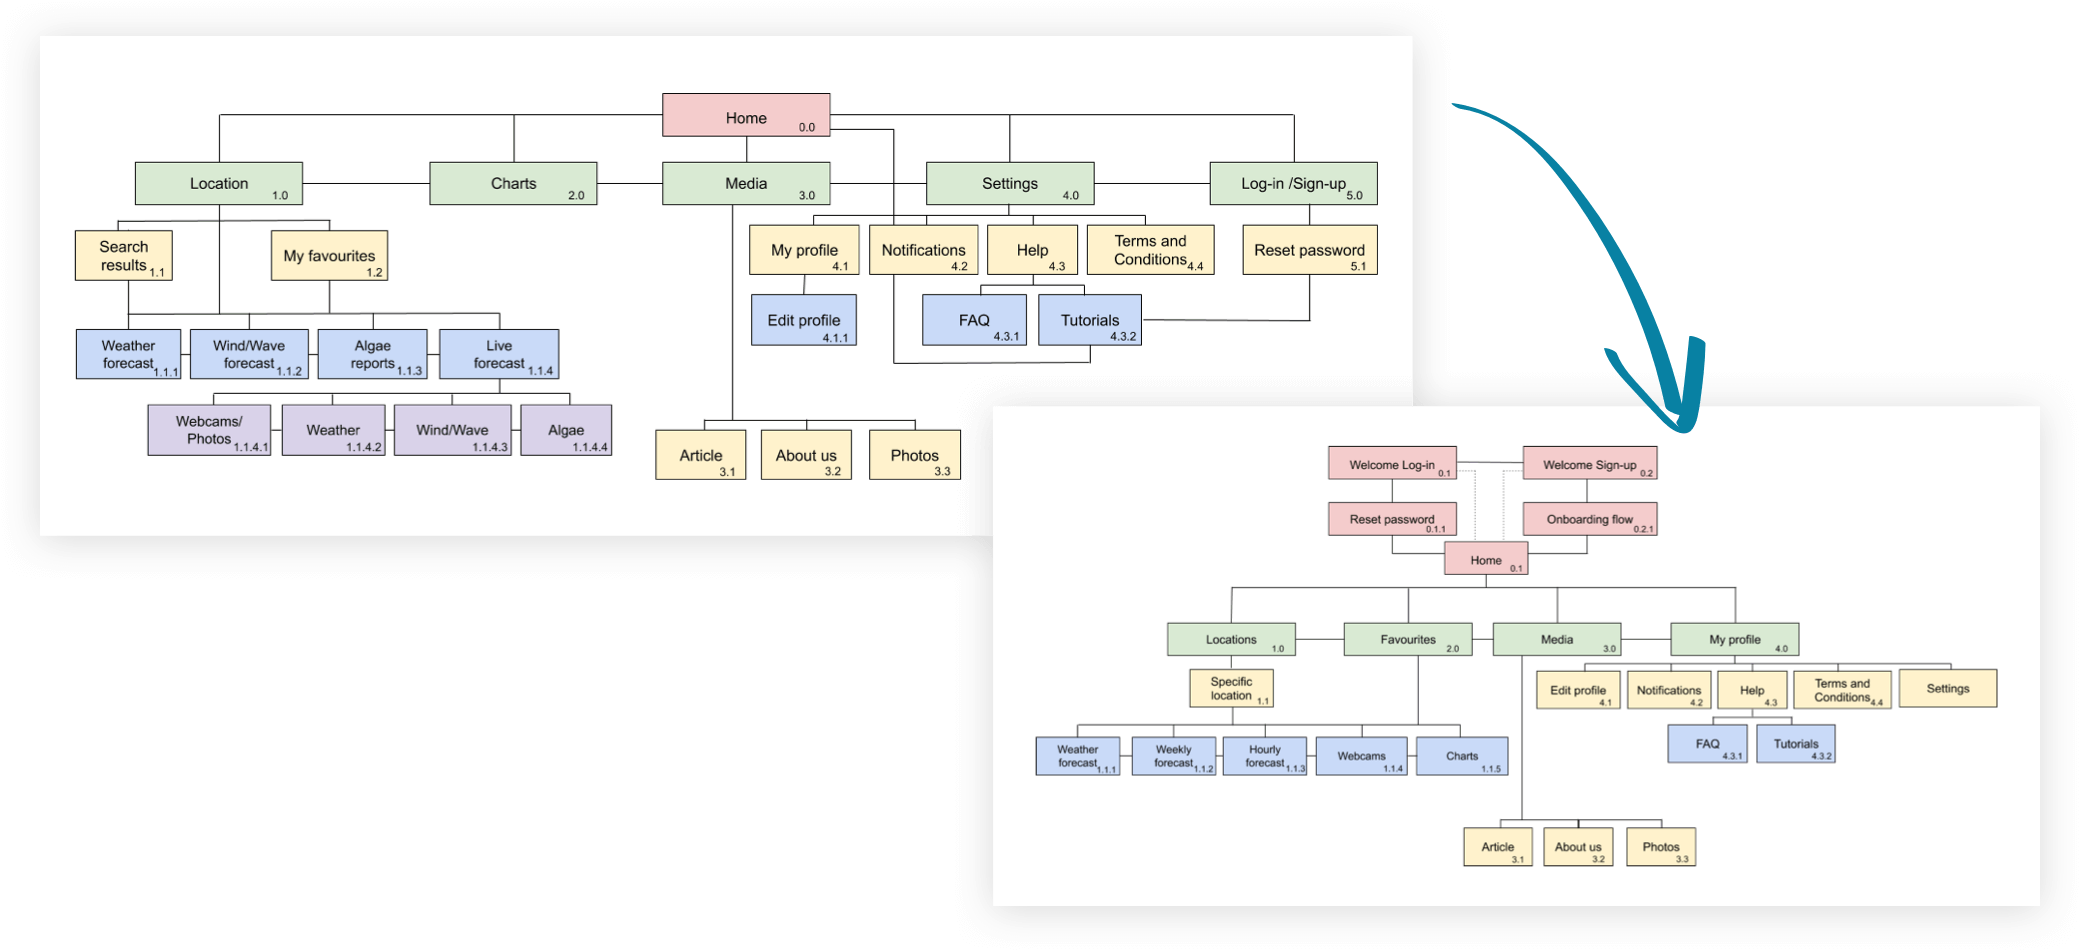 Home
0.0
Location
1.0
Charts
2.0
Media
3.0
Settings
4.0
Log-in /Sign-up
5.0
Search
results
1.1
My favourites
1.2
My profile
4.1
Notifications
4.2
Help
4.3
Terms and
Conditions
4.4
Reset password
5.1
Edit profile
4.1.1
FAQ
4.3.1
Tutorials
4.3.2
Weather
forecast
1.1.1
Wind/Wave
forecast
1.1.2
Algae
reports
1.1.3
Live
forecast
1.1.4
Webcams/
Photos
1.1.4.1
Weather
1.1.4.2
Wind/Wave
1.1.4.3
Algae
1.1.4.4
Article
3.1
About us
3.2
Photos
3.3
Welcome Log-in
0.1
Welcome Sign-up
0.2
Reset password
0.1.1
Onboarding flow
0.2.1
Home
0.1
Locations
1.0
Favourites
2.0
Media
3.0
My profile
4.0
Specific
location
1.1
Edit profile
4.1
Notifications
4.2
Help
4.3
Terms and
Conditions
4.4
Settings
FAQ
4.3.1
Tutorials
4.3.2
Weather
forecast
1.1.1
Weekly
forecast
1.1.2
Hourly
forecast
1.1.3
Webcams
1.1.4
Charts
1.1.5
Article
3.1
About us
3.2
Photos
3.3